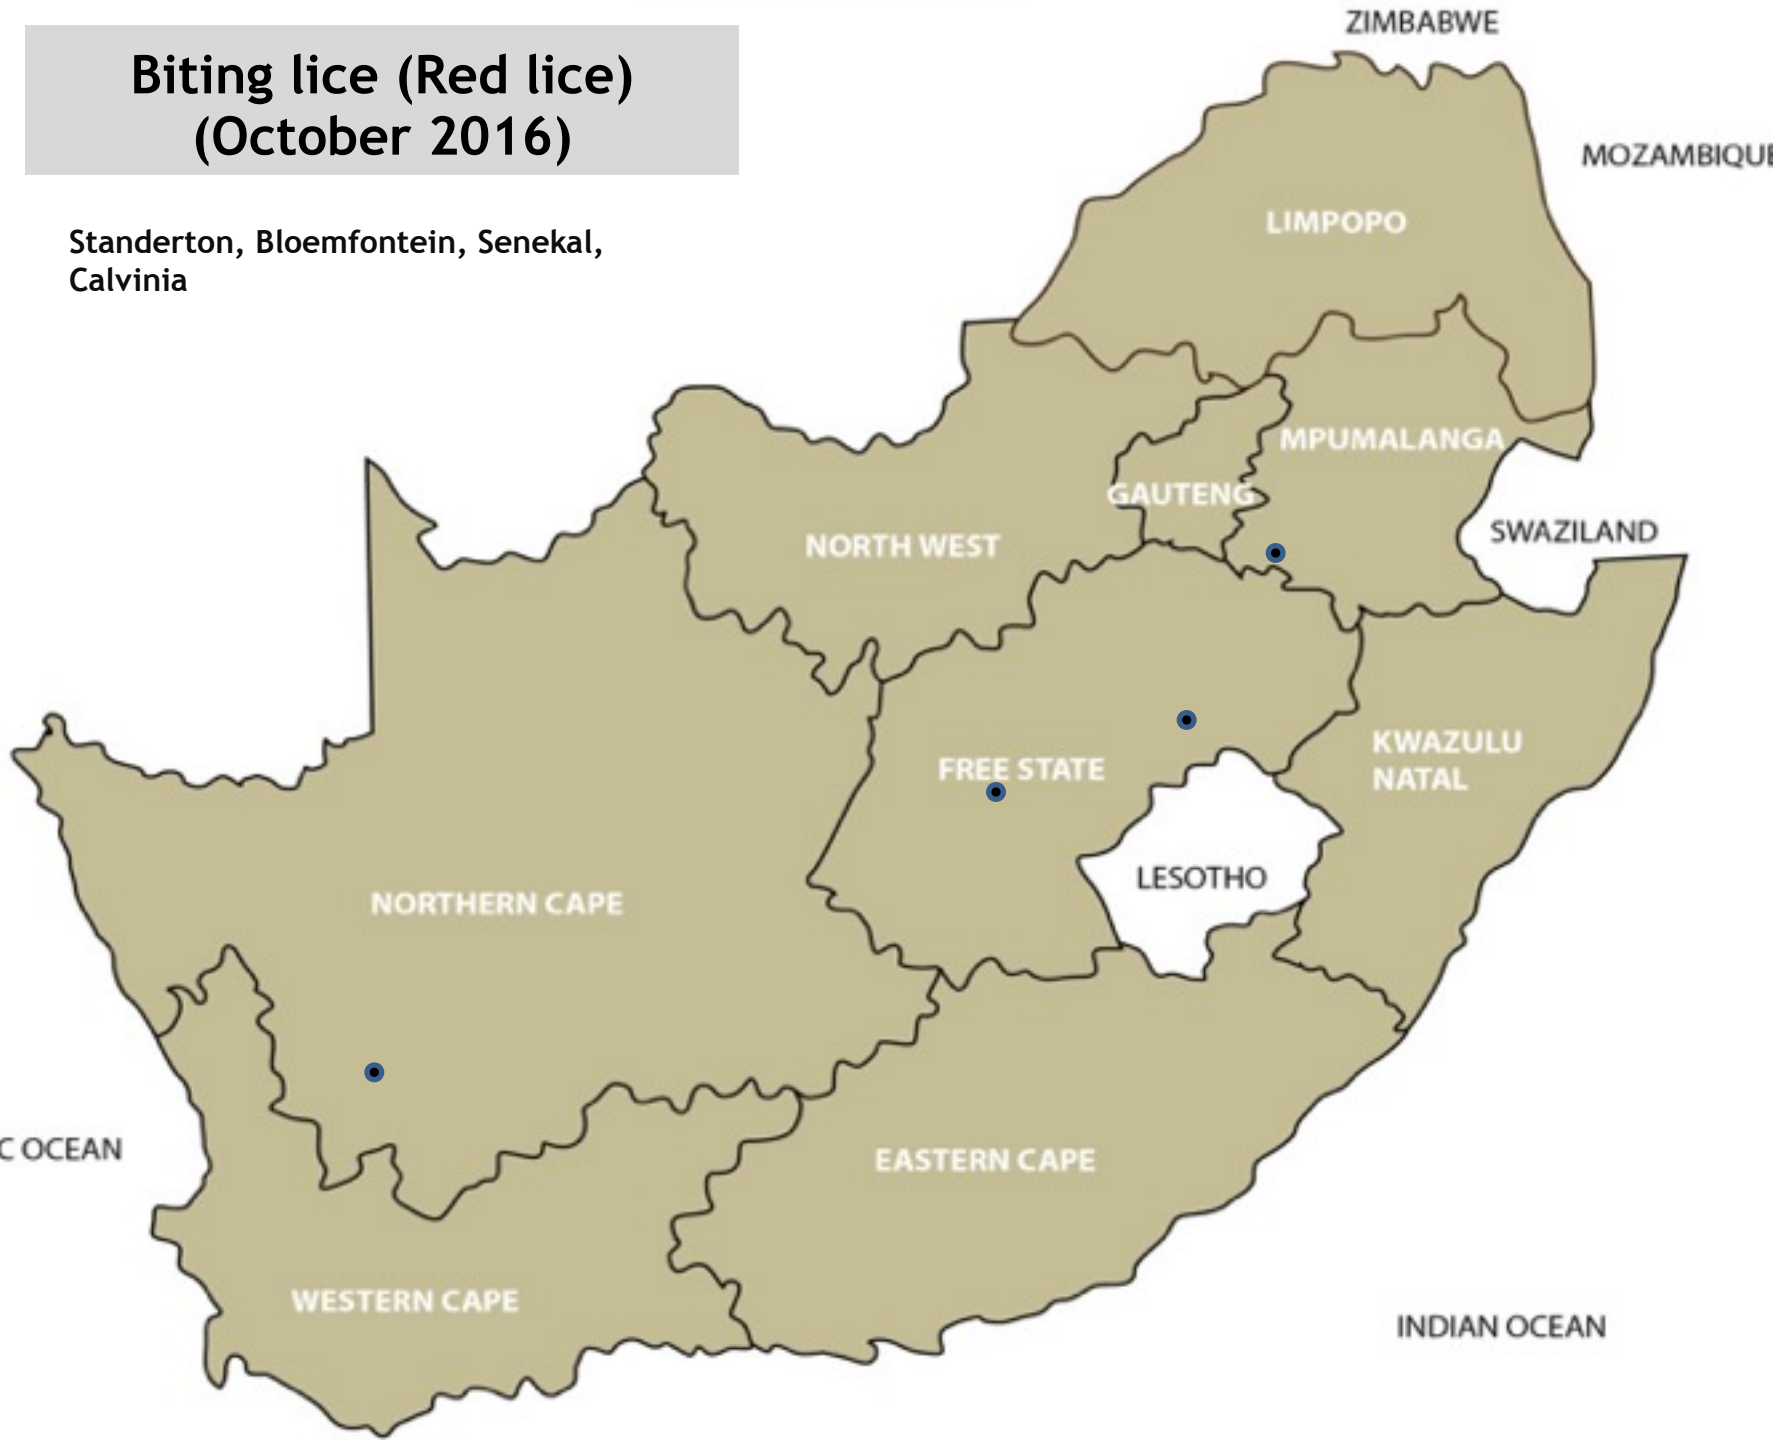 Biting lice (Red lice)
(October 2016)
Standerton, Bloemfontein, Senekal,
Calvinia
ZIMBABWE
MOZAMBIQUE
LIMPOPO
MPUMALANGA
GAUTENG
SWAZILAND
NORTH WEST
KWAZULU
NATAL
FREE STATE
LESOTHO
NORTHERN CAPE
C OCEAN
EASTERN CAPE
WESTERN CAPE
INDIAN OCEAN